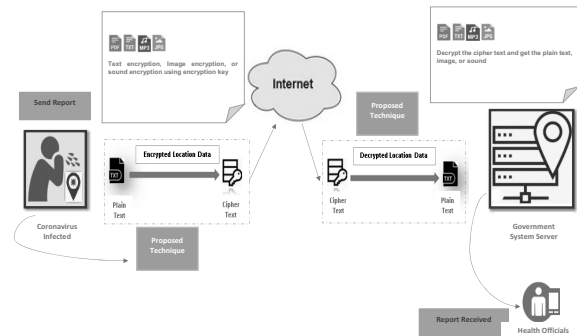 PDF TXT MP3 JPG
Text encryption, Image encryption, or
sound encryption using encryption key
PDF TXT MP3 JPG
Decrypt the cipher text and get the plain text,
image, or sound
Internet
Send Report
Proposed
Technique
Encrypted Location Data
TXT
Plain
Text
Cipher
Text
Decrypted Location Data
Cipher
Text
TXT
Plain
Text
Coronavirus
Infected
Proposed
Technique
Government
System Server
Report Received
Health Officials